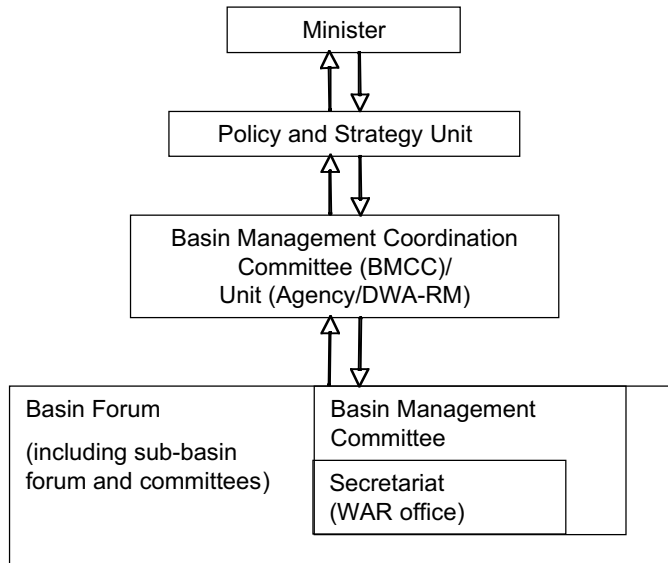 Minister
Policy and Strategy Unit
Basin Management Coordination
Committee (BMCC)/
Unit (Agency/DWA-RM)
Basin Forum
(including sub-basin
forum and committees)
Basin Management
Committee
Secretariat
(WAR office)